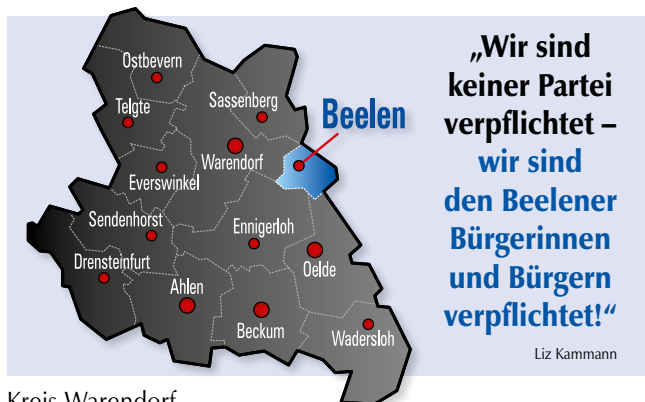 Ostbevern
Telgte
Sassenberg
Beelen
Warendorf
Everswinkel
Sendenhorst
Ennigerloh
Drensteinfurt
Oelde
Ahlen
Beckum
Wadersloh
„Wir sind
keiner Partei
verpflichtet –
wir sind
den Beelener
Bürgerinnen
und Bürgern
verpflichtet!“
Liz Kammann
Kreis Warendorf